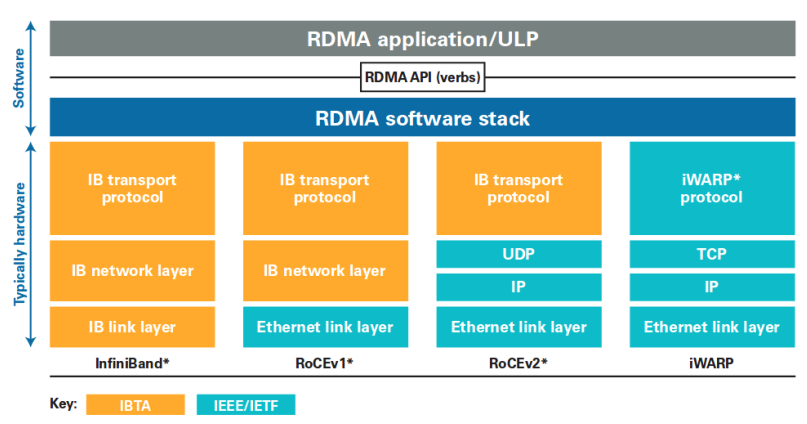 RDMA application/ULP
RDMA API (verbs)
RDMA software stack
Software
Typically hardware
IB transport
protocol
IB network layer
IB link layer
InfiniBand*
IB transport
protocol
IB network layer
Ethernet link layer
RoCEv1*
IB transport
protocol
UDP
IP
Ethernet link layer
RoCEv2*
iWARP*
protocol
TCP
IP
Ethernet link layer
iWARP
Key:
IBTA
IEEE/IETF